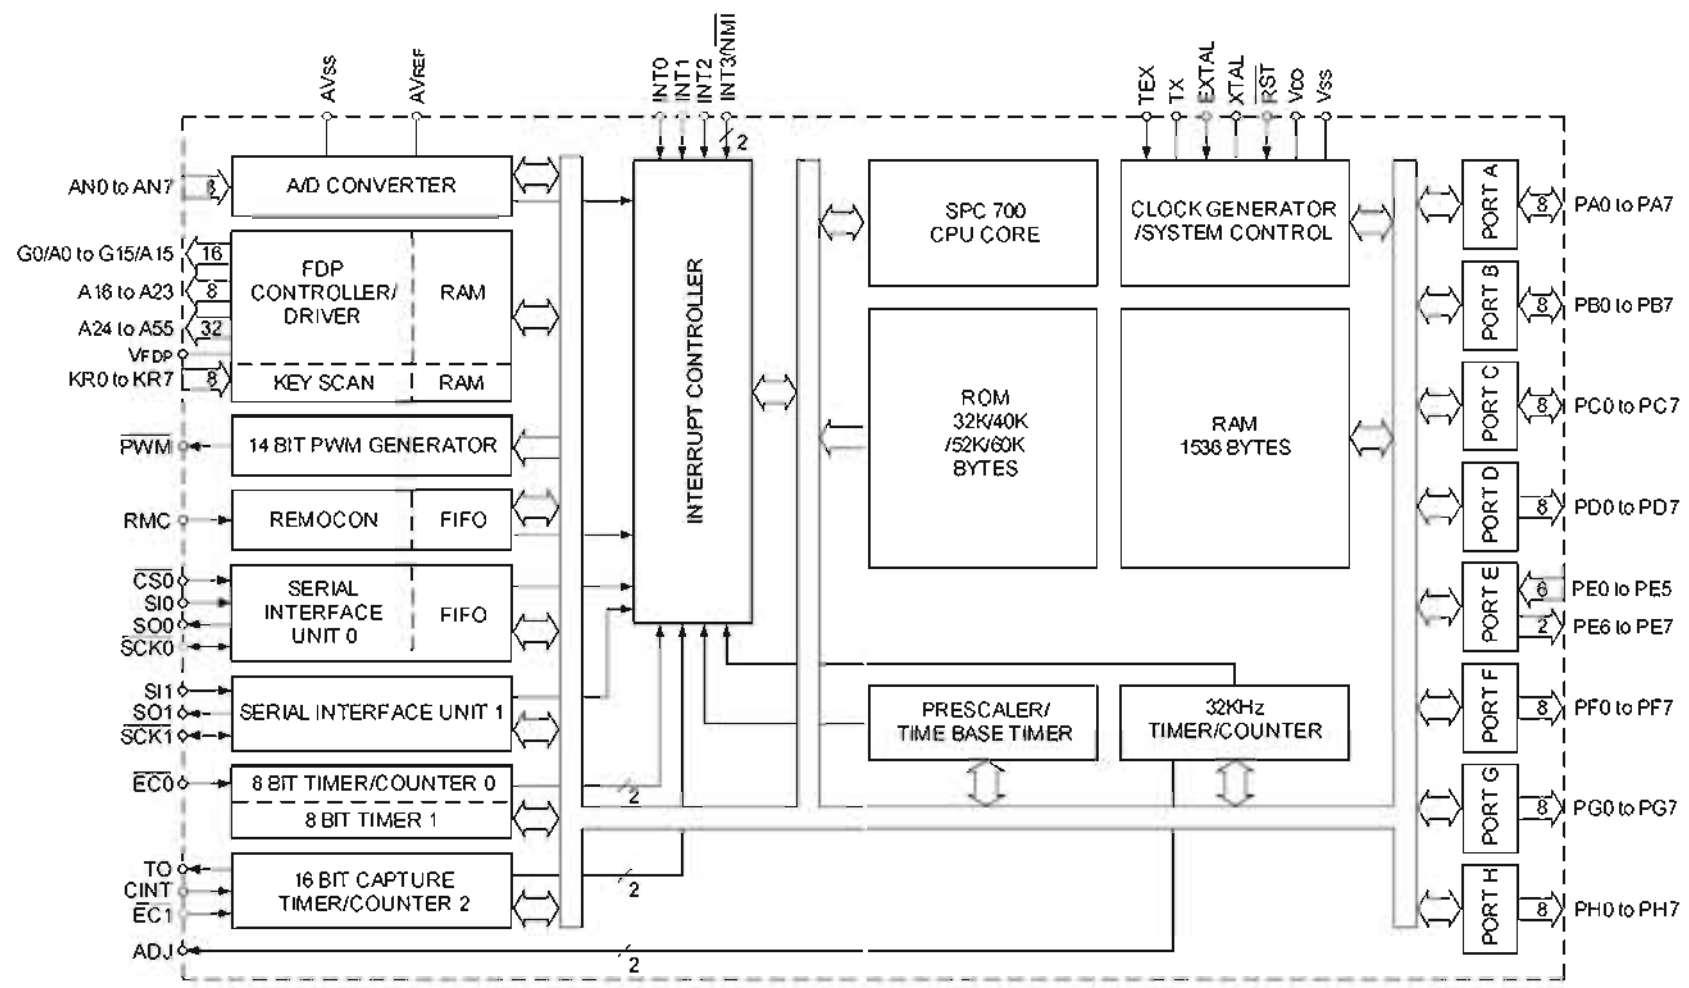 AVSS
AVREF
INT0
INT1
INT2
INT3/NMI
2
TEX
TX
EXTAL
XTAL
RST
VDD
VSS
AN0 to AN7
8
A/D CONVERTER
G0/A0 to G15/A15
16
A16 to A23
8
A24 to A55
32
VFDP
KR0 to KR7
8
FDP
CONTROLLER/
DRIVER
RAM
KEY SCAN
RAM
PWM
14 BIT PWM GENERATOR
RMC
REMOCON
FIFO
CS0
SI0
SO0
SCK0
SERIAL
INTERFACE
UNIT 0
FIFO
SI1
SO1
SCK1
SERIAL INTERFACE UNIT 1
EC0
8 BIT TIMER/COUNTER 0
8 BIT TIMER 1
2
TO
CINT
EC1
16 BIT CAPTURE
TIMER/COUNTER 2
2
ADJ
2
INTERRUPT CONTROLLER
SPC 700
CPU CORE
CLOCK GENERATOR
/SYSTEM CONTROL
ROM
32K/40K
/52K/60K
BYTES
RAM
1536 BYTES
PRESCALER/
TIME BASE TIMER
32KHz
TIMER/COUNTER
PORT A
8
PA0 to PA7
PORT B
8
PB0 to PB7
PORT C
8
PC0 to PC7
PORT D
8
PD0 to PD7
PORT E
6
PE0 to PE5
2
PE6 to PE7
PORT F
8
PF0 to PF7
PORT G
8
PG0 to PG7
PORT H
8
PH0 to PH7